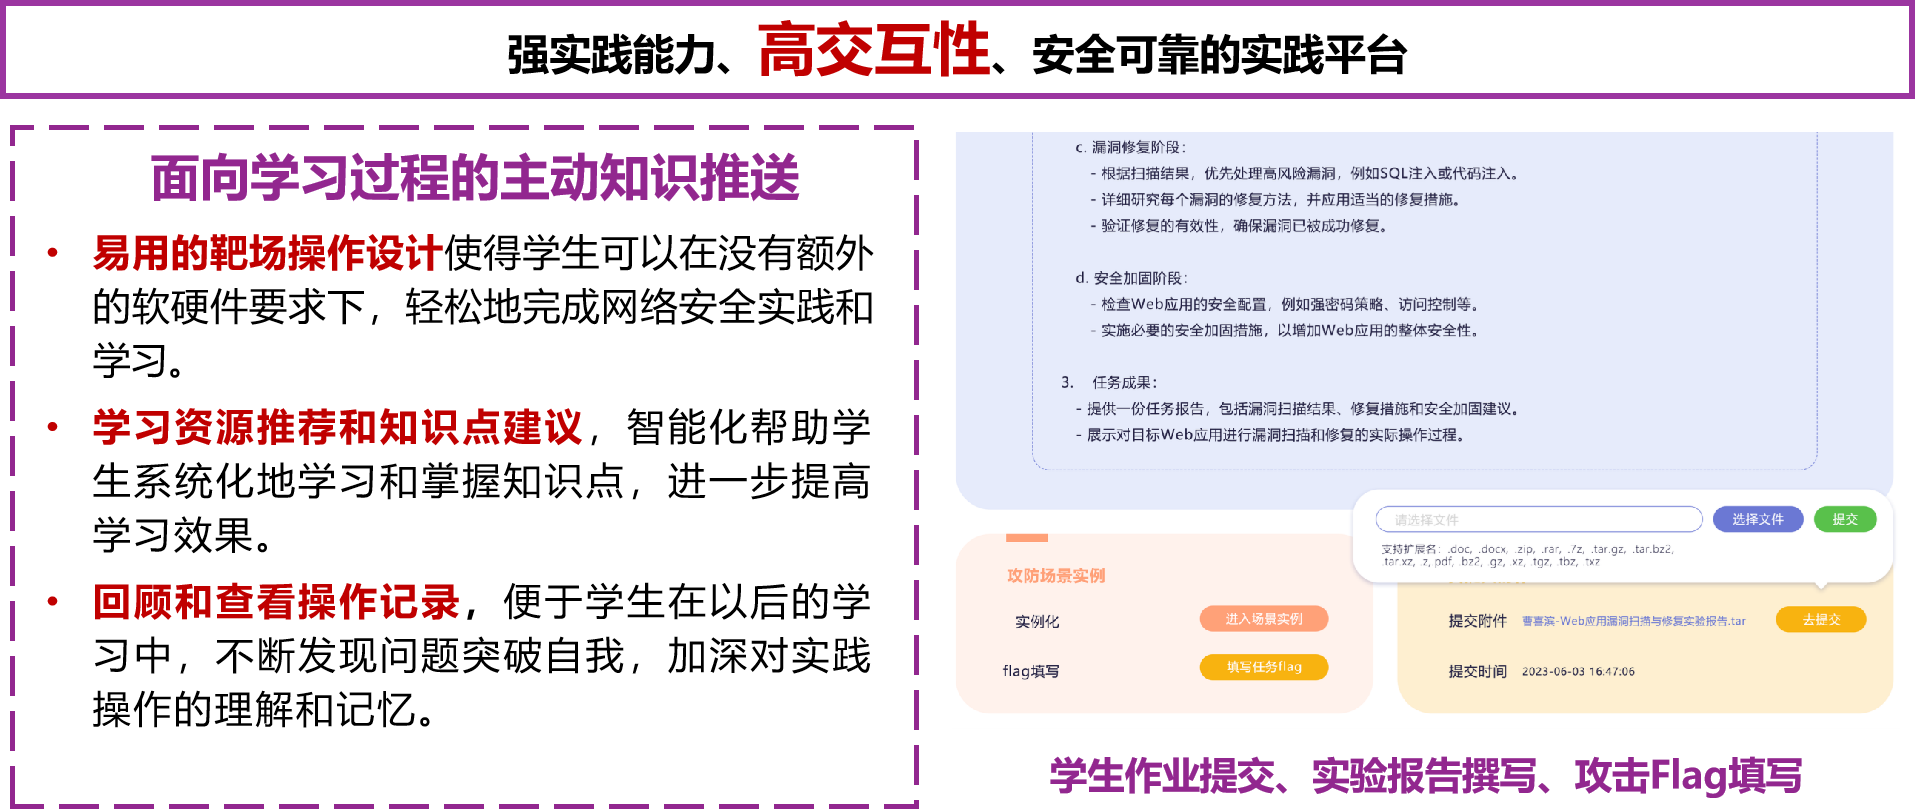 强实践能力、高交互性、安全可靠的实践平台
面向学习过程的主动知识推送
• 易用的靶场操作设计使得学生可以在没有额外
的软硬件要求下，轻松地完成网络安全实践和
学习。
• 学习资源推荐和知识点建议，智能化帮助学
生系统化地学习和掌握知识点，进一步提高
学习效果。
• 回顾和查看操作记录，便于学生在以后的学
习中，不断发现问题突破自我，加深对实践
操作的理解和记忆。
c. 漏洞修复阶段：
- 根据扫描结果，优先处理高风险漏洞，例如SQL注入或代码注入。
- 详细研究每个漏洞的修复方法，并应用适当的修复措施。
- 验证修复的有效性，确保漏洞已被成功修复。
d. 安全加固阶段：
- 检查Web应用的安全配置，例如强密码策略、访问控制等。
- 实施必要的安全加固措施，以增加Web应用的整体安全性。
3. 任务成果：
- 提供一份任务报告，包括漏洞扫描结果、修复措施和安全加固建议。
- 展示对目标Web应用进行漏洞扫描和修复的实际操作过程。
请选择文件 选择文件 提交
支持扩展名：.doc, .docx, .zip, .rar, .7z, .tar.gz, .tar.bz2,
.tar.xz, .z, pdf, .bz2, .gz, .xz, .tgz, .tbz, .txz
攻防场景实例
实例化 进入场景实例
flag填写 填写任务flag
提交附件 曹喜滨-Web应用漏洞扫描与修复实验报告.tar 去提交
提交时间 2023-06-03 16:47:06
学生作业提交、实验报告撰写、攻击Flag填写